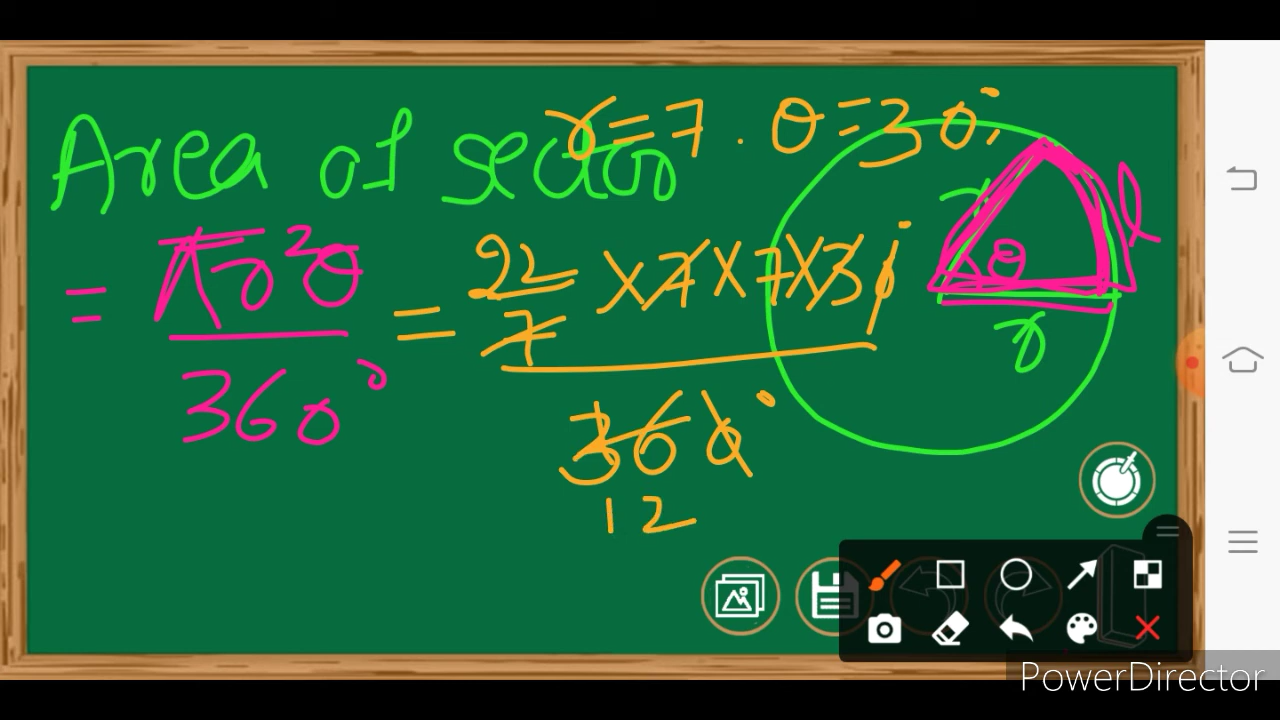 r=7 . θ=30°,
Area of sector
= πr²θ / 360° = 22/7 ×7×7×30° / 360°
12
θ
r
l
r
PowerDirector